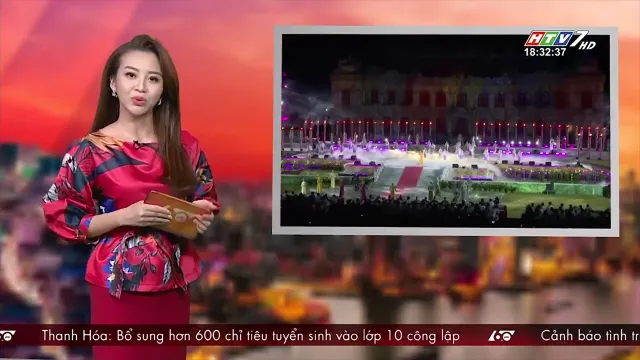 HTV7 HD
18:32:37
Thanh Hóa: Bổ sung hơn 600 chỉ tiêu tuyển sinh vào lớp 10 công lập 60 Cảnh báo tình tr